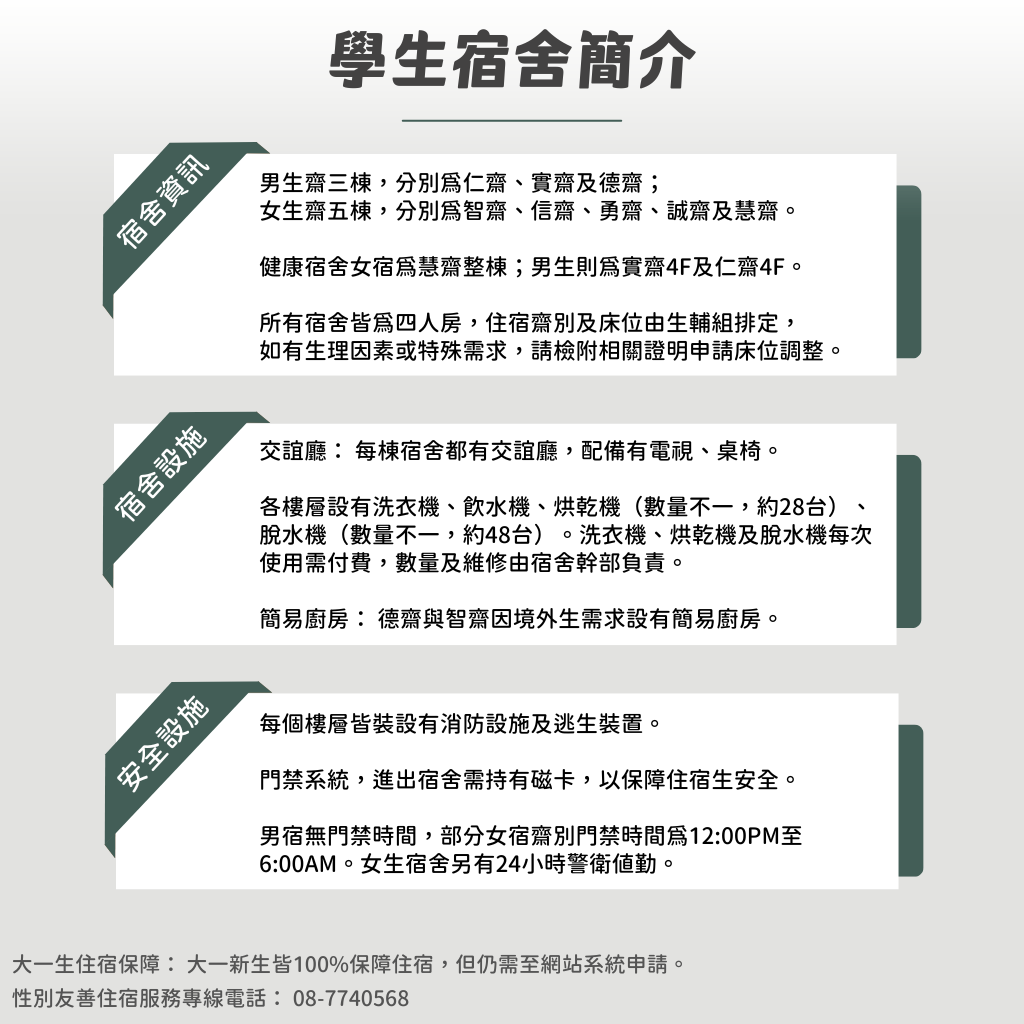 學生宿舍簡介
宿舍資訊
男生齋三棟，分別爲仁齋、實齋及德齋；
女生齋五棟，分別爲智齋、信齋、勇齋、誠齋及慧齋。
健康宿舍女宿爲慧齋整棟；男生則爲實齋4F及仁齋4F。
所有宿舍皆爲四人房，住宿齋別及床位由生輔組排定，
如有生理因素或特殊需求，請檢附相關證明申請床位調整。
宿舍設施
交誼廳： 每棟宿舍都有交誼廳，配備有電視、桌椅。
各樓層設有洗衣機、飲水機、烘乾機（數量不一，約28台）、
脫水機（數量不一，約48台）。洗衣機、烘乾機及脫水機每次
使用需付費，數量及維修由宿舍幹部負責。
簡易廚房： 德齋與智齋因境外生需求設有簡易廚房。
安全設施
每個樓層皆裝設有消防設施及逃生裝置。
門禁系統，進出宿舍需持有磁卡，以保障住宿生安全。
男宿無門禁時間，部分女宿齋別門禁時間爲12:00PM至
6:00AM。女生宿舍另有24小時警衛値勤。
大一生住宿保障： 大一新生皆100%保障住宿，但仍需至網站系統申請。
性別友善住宿服務專線電話： 08-7740568